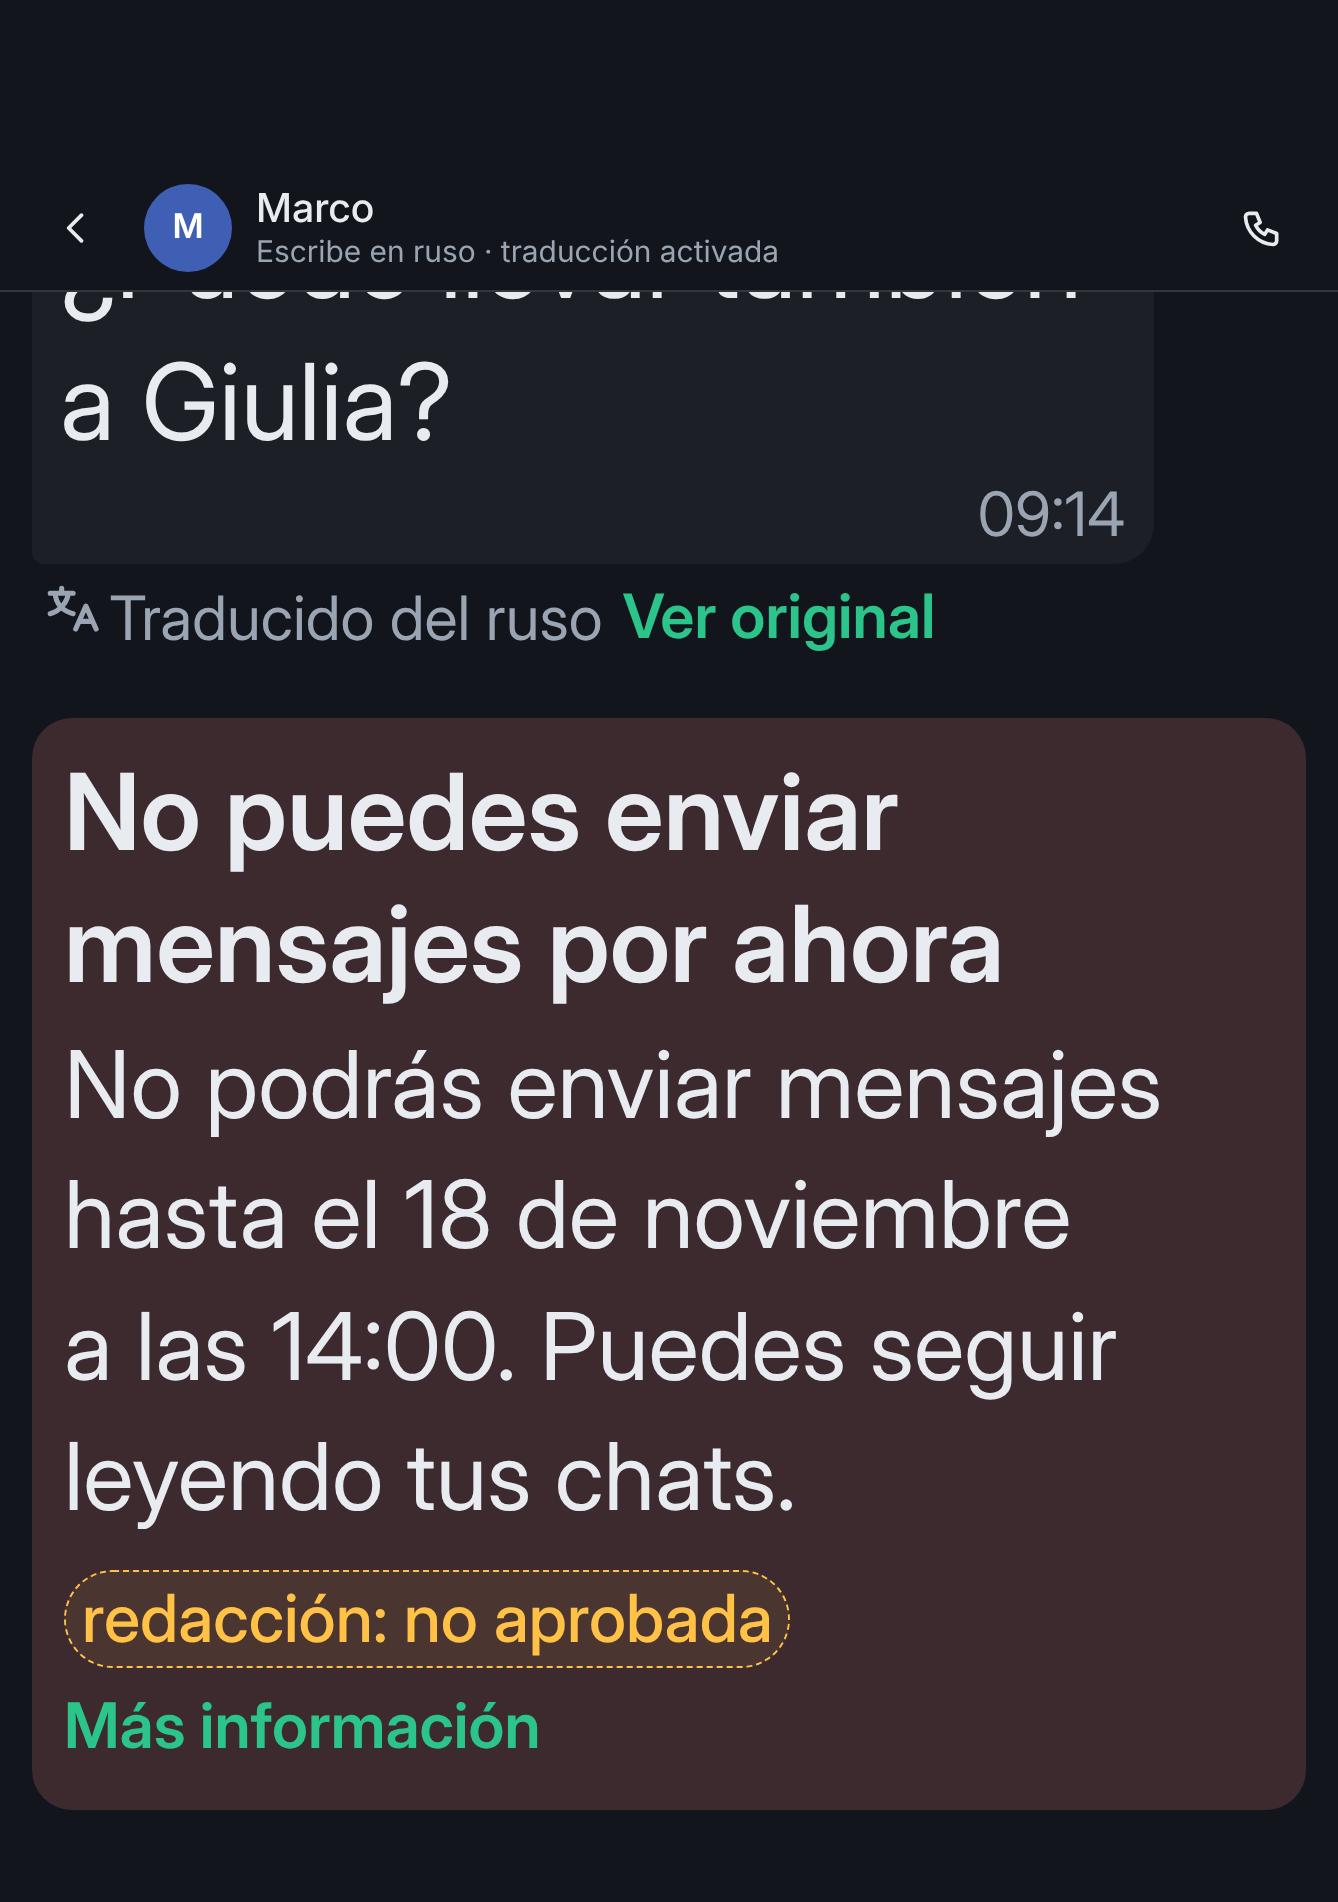 M
Marco
Escribe en ruso · traducción activada
a Giulia?
09:14
Traducido del ruso Ver original
No puedes enviar
mensajes por ahora
No podrás enviar mensajes
hasta el 18 de noviembre
a las 14:00. Puedes seguir
leyendo tus chats.
redacción: no aprobada
Más información